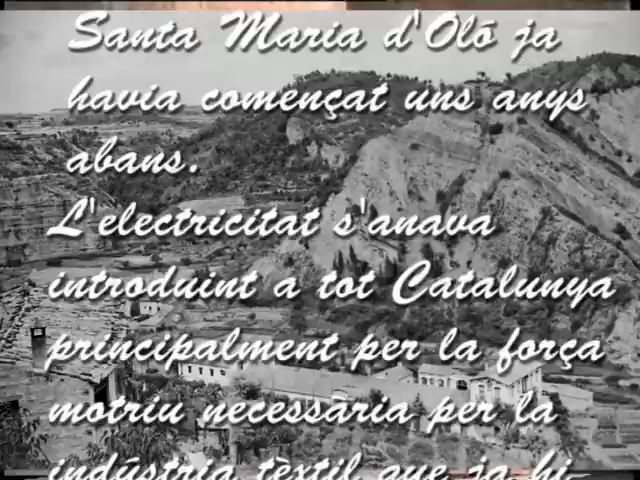 Santa Maria d'Oló ja
havia començat uns anys
abans.
L'electricitat s'anava
introduint a tot Catalunya
principalment per la força
motriu necessària per la
indústria tèxtil que ja hi